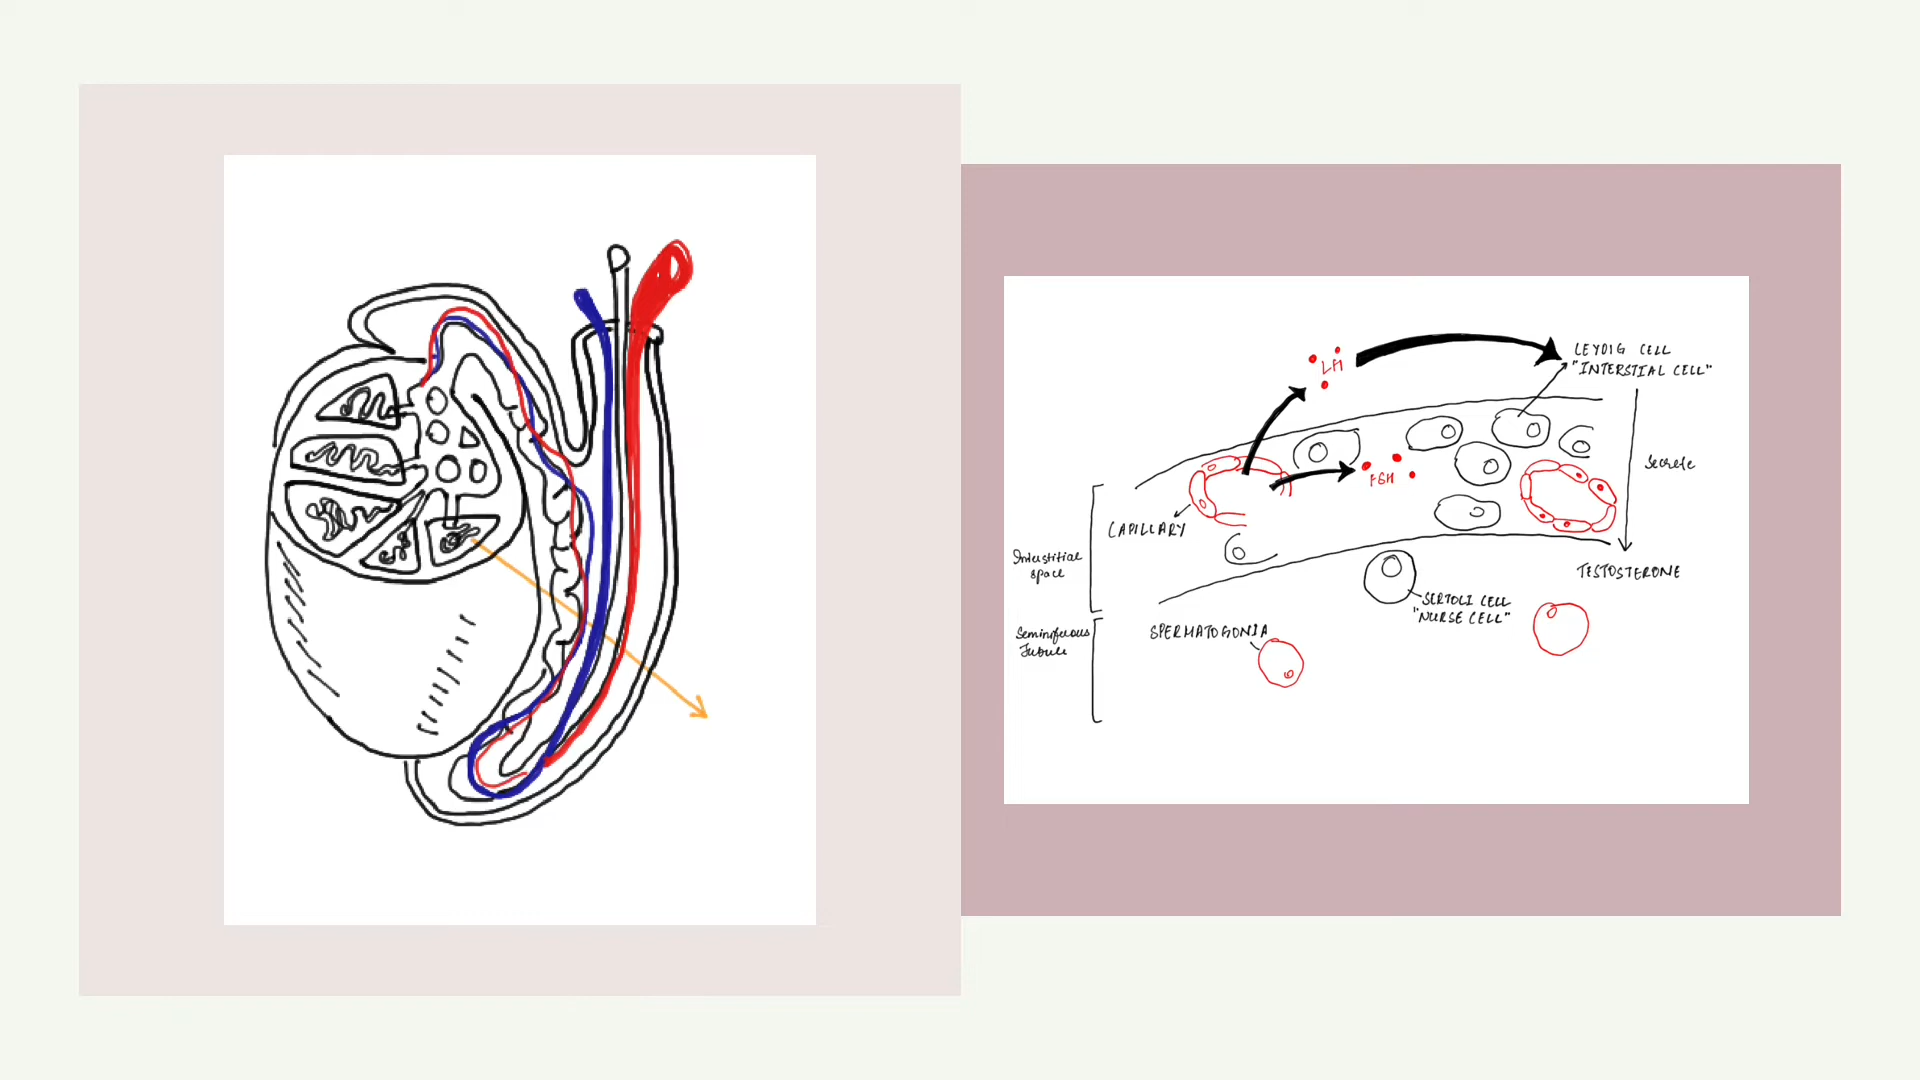 LH
LEYDIG CELL
"INTERSTIAL CELL"
Secrete
FSH
CAPILLARY
Interstitial
space
TESTOSTERONE
SERTOLI CELL
"NURSE CELL"
SPERMATOGONIA
Seminiferous
Tubule